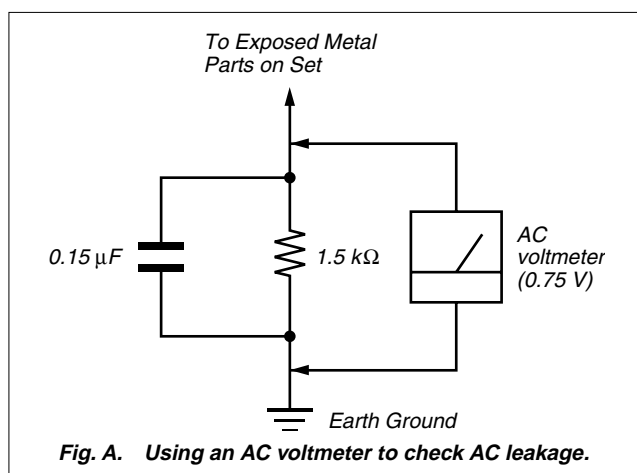 To Exposed Metal
Parts on Set
0.15 μF
1.5 kΩ
AC
voltmeter
(0.75 V)
Earth Ground
Fig. A. Using an AC voltmeter to check AC leakage.